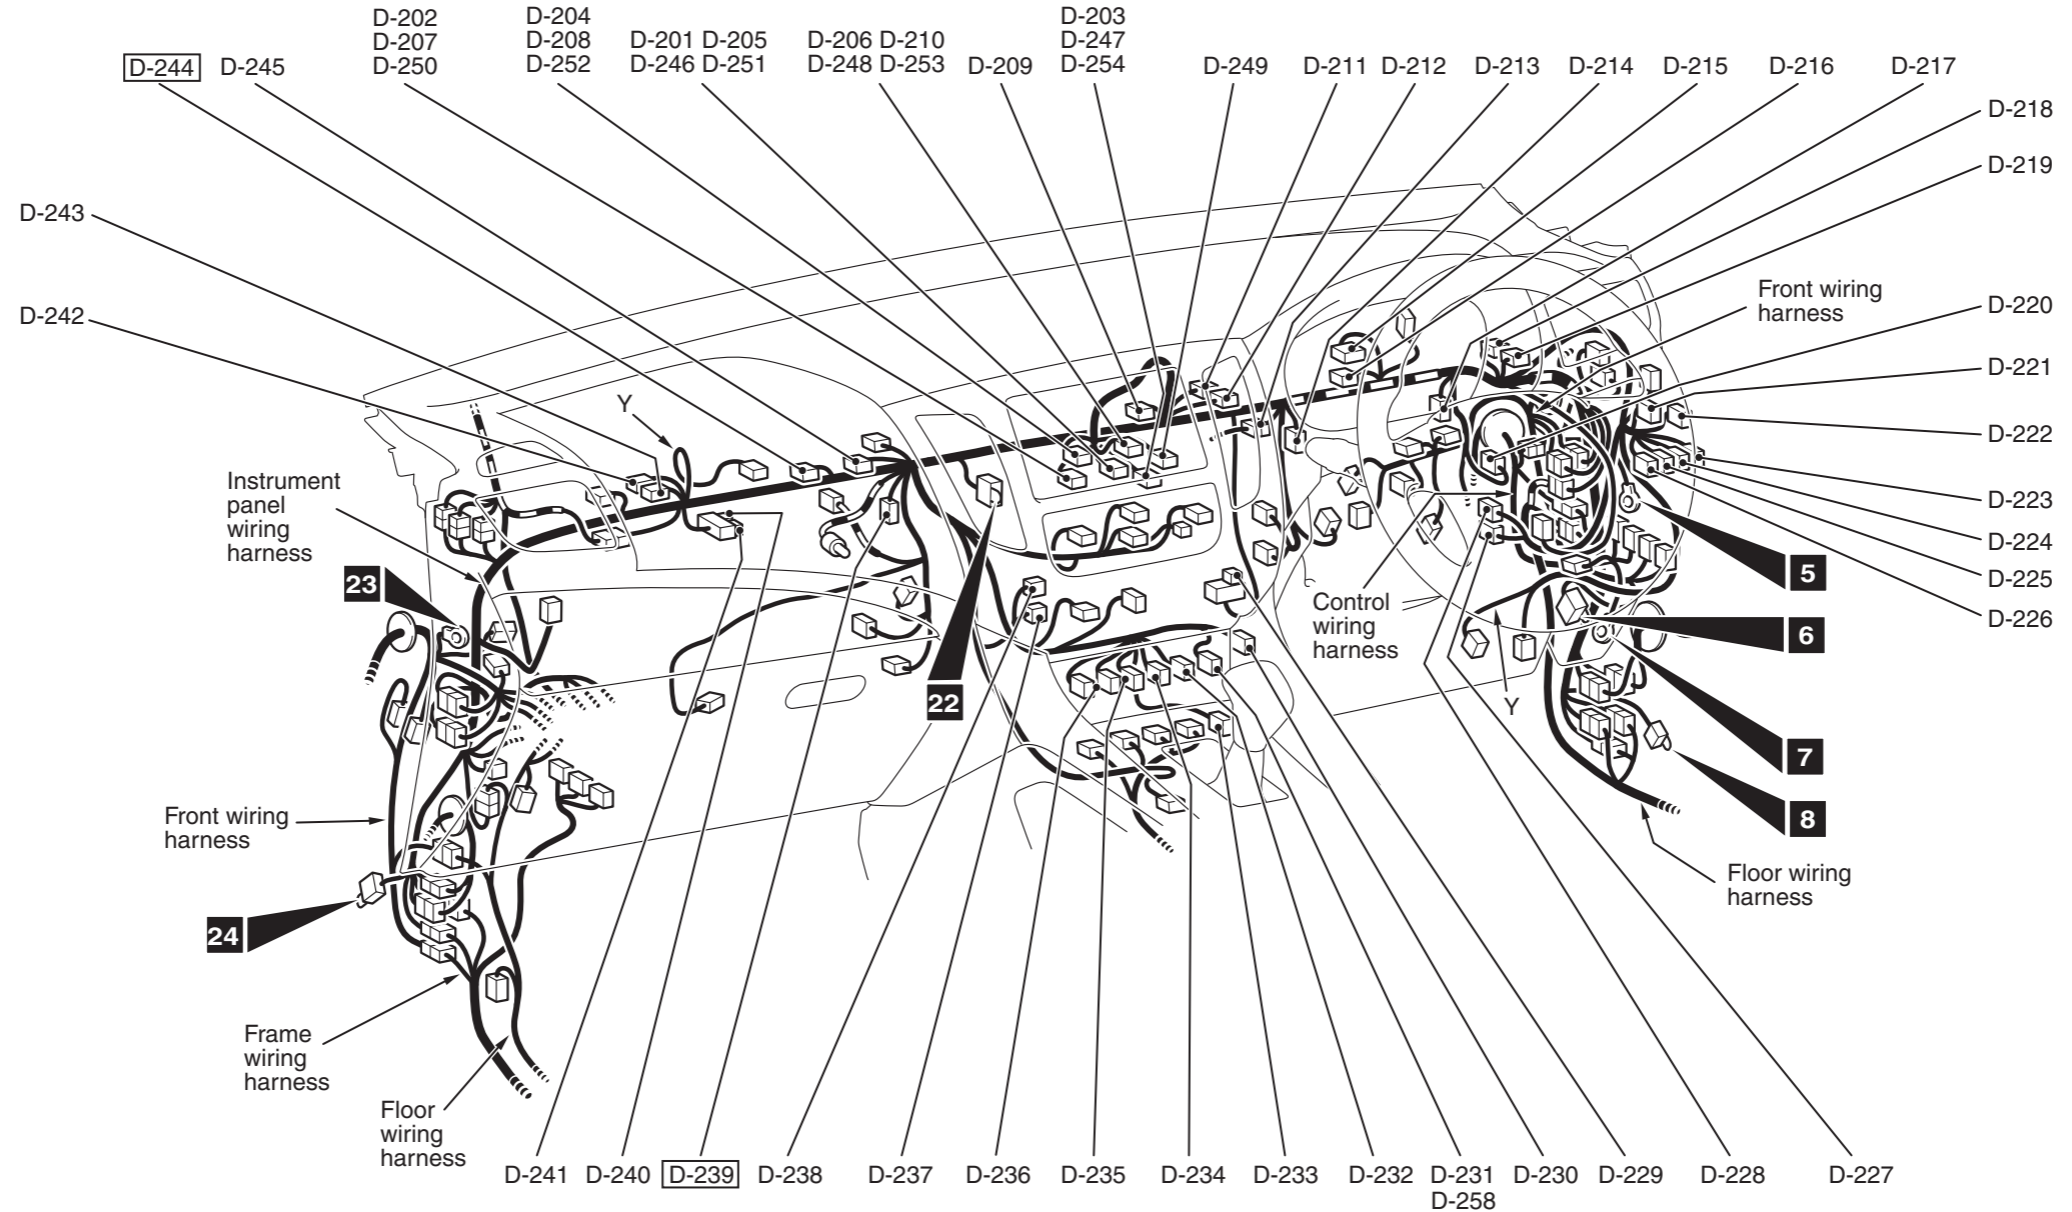 D-202
D-207
D-250
D-204
D-208
D-252
D-201 D-205
D-246 D-251
D-206 D-210
D-248 D-253
D-203
D-247
D-254
D-244
D-245
D-209
D-249
D-211
D-212
D-213
D-214
D-215
D-216
D-217
D-218
D-219
D-243
D-242
Y
Front wiring
harness
D-220
D-221
D-222
D-223
D-224
D-225
D-226
Instrument
panel
wiring
harness
23
5
6
7
8
Control
wiring
harness
Y
22
Front wiring
harness
24
Floor wiring
harness
Frame
wiring
harness
Floor
wiring
harness
D-241
D-240
D-239
D-238
D-237
D-236
D-235
D-234
D-233
D-232
D-231
D-258
D-230
D-229
D-228
D-227